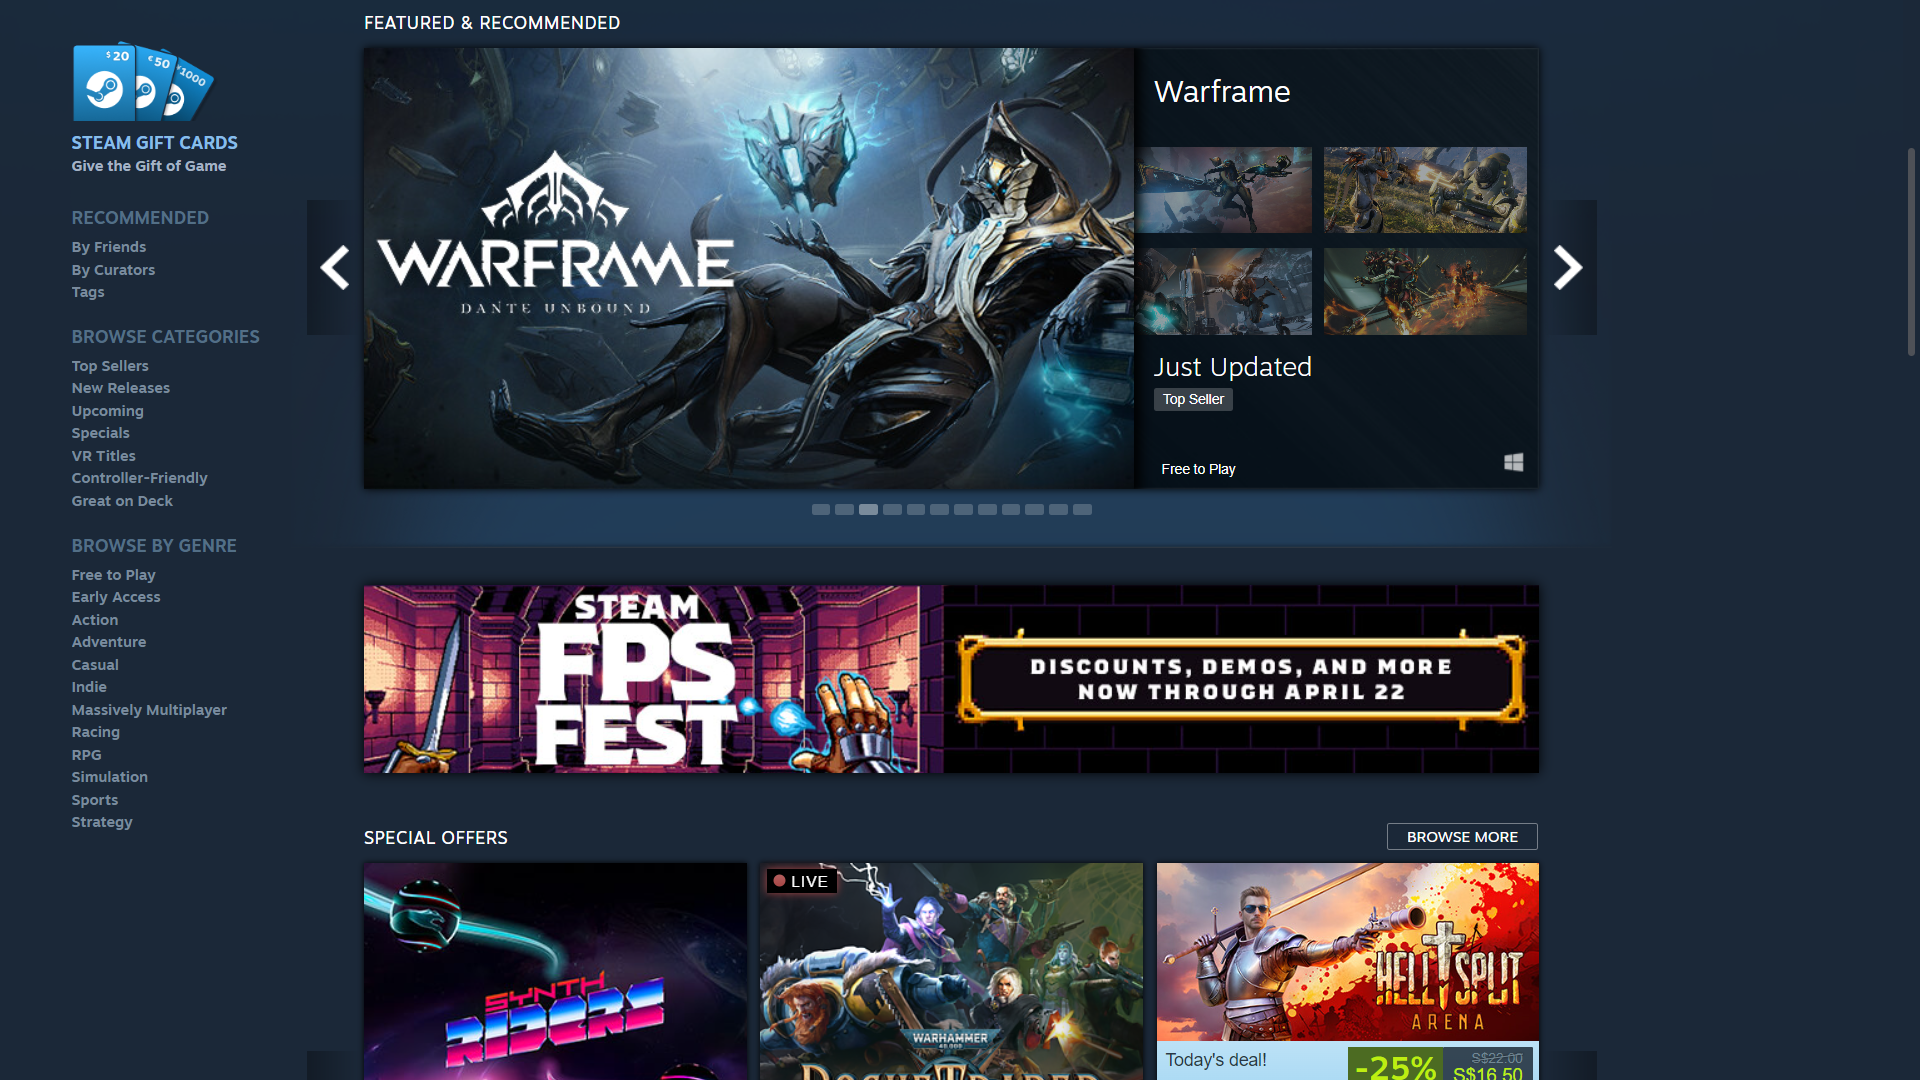 FEATURED & RECOMMENDED
$20
€50
¥1000
STEAM GIFT CARDS
Give the Gift of Game
RECOMMENDED
By Friends
By Curators
Tags
BROWSE CATEGORIES
Top Sellers
New Releases
Upcoming
Specials
VR Titles
Controller-Friendly
Great on Deck
BROWSE BY GENRE
Free to Play
Early Access
Action
Adventure
Casual
Indie
Massively Multiplayer
Racing
RPG
Simulation
Sports
Strategy
WARFRAME
DANTE UNBOUND
Warframe
Just Updated
Top Seller
Free to Play
STEAM
FPS
FEST
DISCOUNTS, DEMOS, AND MORE
NOW THROUGH APRIL 22
SPECIAL OFFERS
BROWSE MORE
SYNTH
RIDERS
LIVE
WARHAMMER
40,000
ROGUE TRADER
HELLSPLIT
ARENA
Today's deal!
-25%
S$22.00
S$16.50